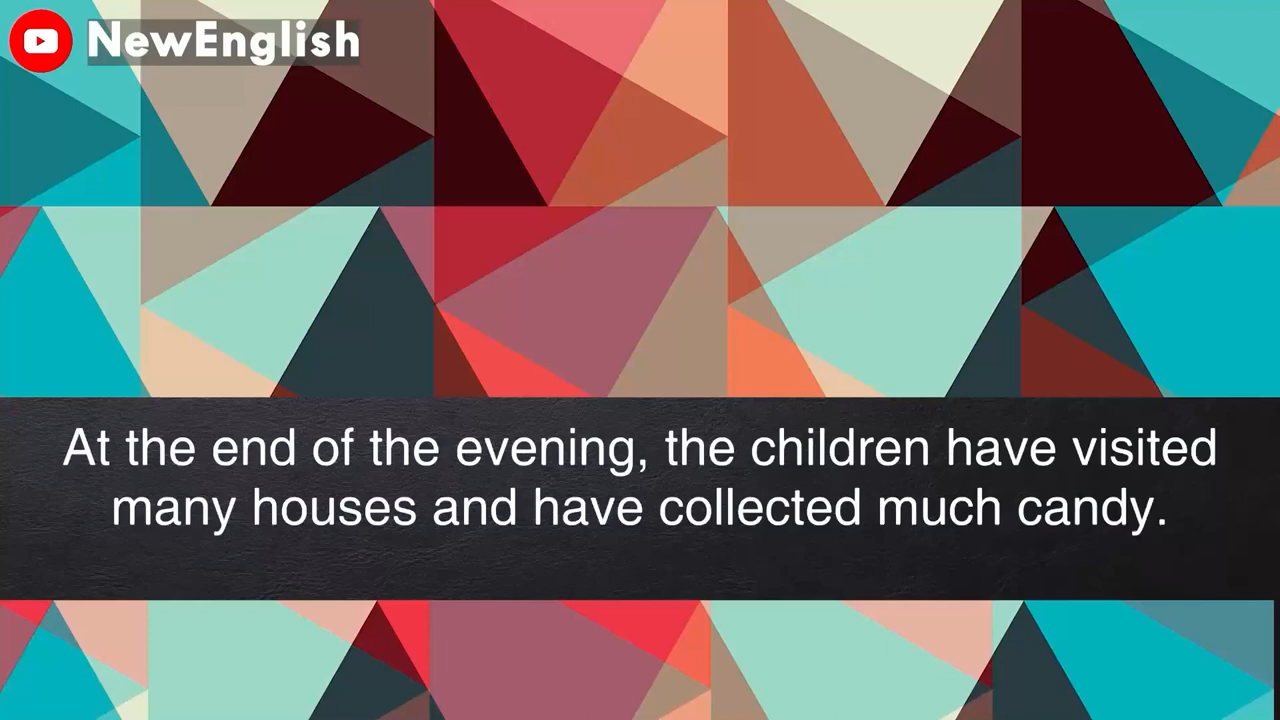 NewEnglish
At the end of the evening, the children have visited
many houses and have collected much candy.